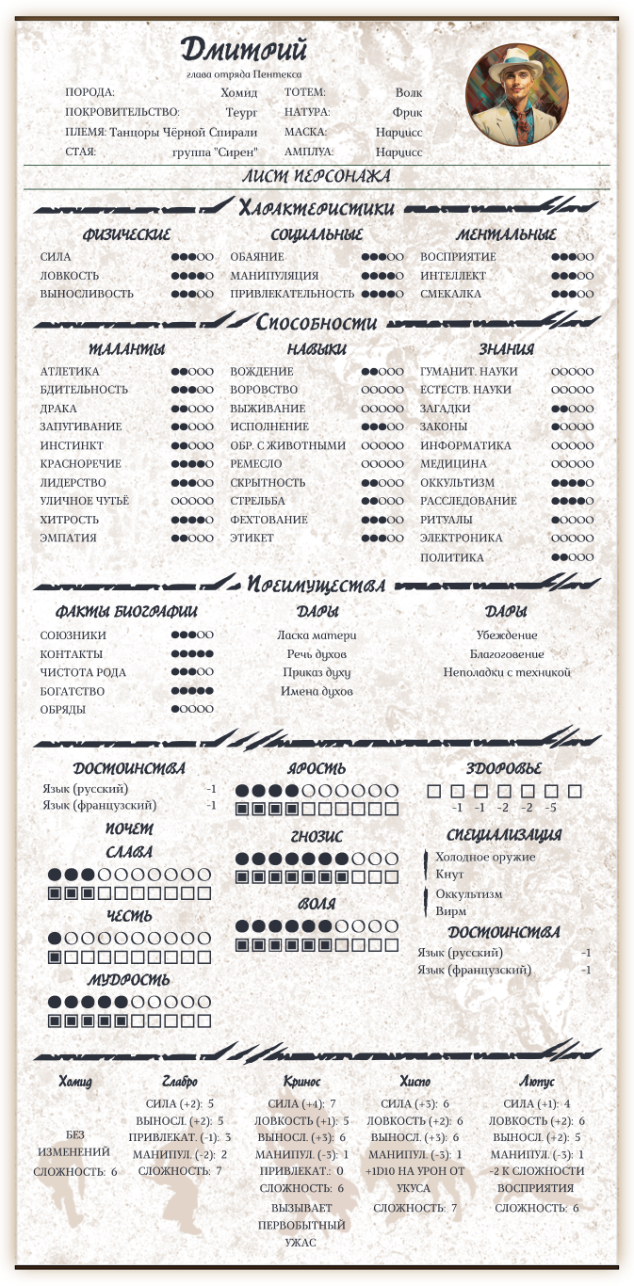 Дмитрий
глава отряда Пентекса
ПОРОДА: Хомид ТОТЕМ: Волк
ПОКРОВИТЕЛЬСТВО: Теург НАТУРА: Фрик
ПЛЕМЯ: Танцоры Чёрной Спирали МАСКА: Нарцисс
СТАЯ: группа "Сирен" АМПЛУА: Нарцисс
ЛИСТ ПЕРСОНАЖА
Характеристики
ФИЗИЧЕСКИЕ СОЦИАЛЬНЫЕ МЕНТАЛЬНЫЕ
СИЛА ОБАЯНИЕ ВОСПРИЯТИЕ
ЛОВКОСТЬ МАНИПУЛЯЦИЯ ИНТЕЛЛЕКТ
ВЫНОСЛИВОСТЬ ПРИВЛЕКАТЕЛЬНОСТЬ СМЕКАЛКА
Способности
ТАЛАНТЫ НАВЫКИ ЗНАНИЯ
АТЛЕТИКА ВОЖДЕНИЕ ГУМАНИТ. НАУКИ
БДИТЕЛЬНОСТЬ ВОРОВСТВО ЕСТЕСТВ. НАУКИ
ДРАКА ВЫЖИВАНИЕ ЗАГАДКИ
ЗАПУГИВАНИЕ ИСПОЛНЕНИЕ ЗАКОНЫ
ИНСТИНКТ ОБР. С ЖИВОТНЫМИ ИНФОРМАТИКА
КРАСНОРЕЧИЕ РЕМЕСЛО МЕДИЦИНА
ЛИДЕРСТВО СКРЫТНОСТЬ ОККУЛЬТИЗМ
УЛИЧНОЕ ЧУТЬЁ СТРЕЛЬБА РАССЛЕДОВАНИЕ
ХИТРОСТЬ ФЕХТОВАНИЕ РИТУАЛЫ
ЭМПАТИЯ ЭТИКЕТ ЭЛЕКТРОНИКА
ПОЛИТИКА
Преимущества
ФАКТЫ БИОГРАФИИ ДАРЫ ДАРЫ
СОЮЗНИКИ Ласка матери Убеждение
КОНТАКТЫ Речь духов Благоговение
ЧИСТОТА РОДА Приказ духу Неполадки с техникой
БОГАТСТВО Имена духов
ОБРЯДЫ
ДОСТОИНСТВА ЯРОСТЬ ЗДОРОВЬЕ
Язык (русский) -1
Язык (французский) -1
-1 -1 -2 -2 -5
ПОЧЕТ ГНОЗИС СПЕЦИАЛИЗАЦИЯ
СЛАВА
Холодное оружие
Кнут
Оккультизм
Вирм
ЧЕСТЬ ВОЛЯ
ДОСТОИНСТВА
Язык (русский) -1
Язык (французский) -1
МУДРОСТЬ
Хомид Глабро Кринос Хиспо Люпус
БЕЗ
ИЗМЕНЕНИЙ
СЛОЖНОСТЬ: 6
СИЛА (+2): 5
ВЫНОСЛ. (+2): 5
ПРИВЛЕКАТ. (-1): 3
МАНИПУЛ. (-2): 2
СЛОЖНОСТЬ: 7
СИЛА (+4): 7
ЛОВКОСТЬ (+1): 5
ВЫНОСЛ. (+3): 6
МАНИПУЛ. (-3): 1
ПРИВЛЕКАТ.: 0
СЛОЖНОСТЬ: 6
ВЫЗЫВАЕТ
ПЕРВОБЫТНЫЙ
УЖАС
СИЛА (+3): 6
ЛОВКОСТЬ (+2): 6
ВЫНОСЛ. (+3): 6
МАНИПУЛ. (-3): 1
+1D10 НА УРОН ОТ
УКУСА
СЛОЖНОСТЬ: 7
СИЛА (+1): 4
ЛОВКОСТЬ (+2): 6
ВЫНОСЛ. (+2): 5
МАНИПУЛ. (-3): 1
-2 К СЛОЖНОСТИ
ВОСПРИЯТИЯ
СЛОЖНОСТЬ: 6